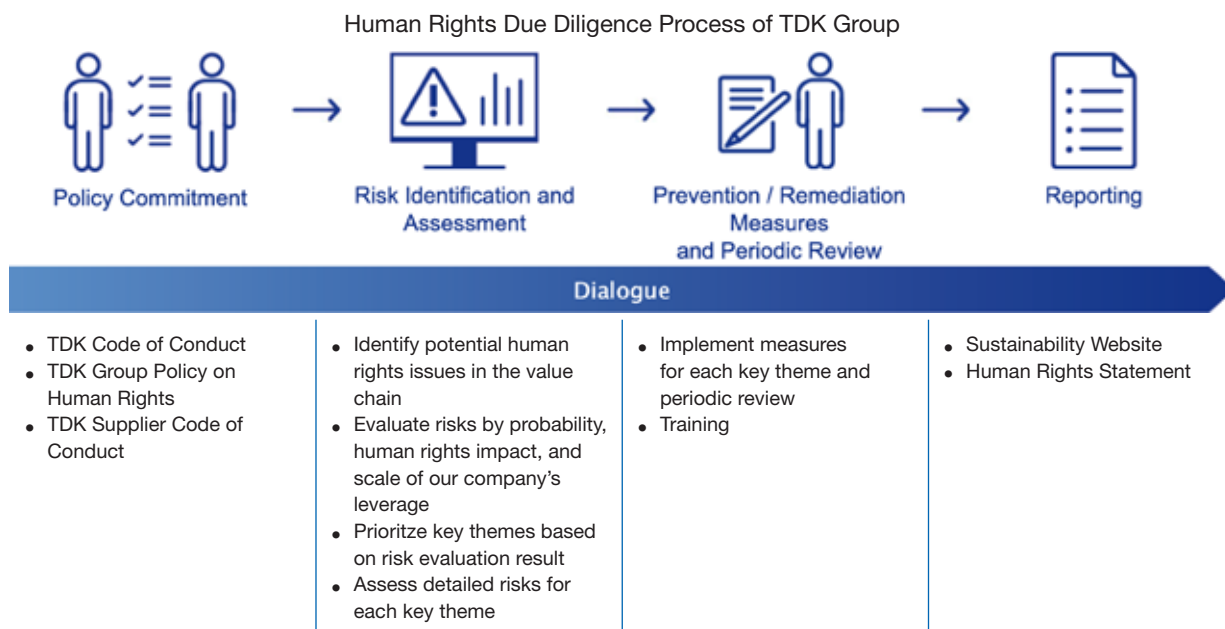 Human Rights Due Diligence Process of TDK Group
Policy Commitment
Risk Identification and
Assessment
Prevention / Remediation
Measures
and Periodic Review
Reporting
Dialogue
• TDK Code of Conduct
• TDK Group Policy on
Human Rights
• TDK Supplier Code of
Conduct
• Identify potential human
rights issues in the value
chain
• Evaluate risks by probability,
human rights impact, and
scale of our company’s
leverage
• Prioritze key themes based
on risk evaluation result
• Assess detailed risks for
each key theme
• Implement measures
for each key theme and
periodic review
• Training
• Sustainability Website
• Human Rights Statement